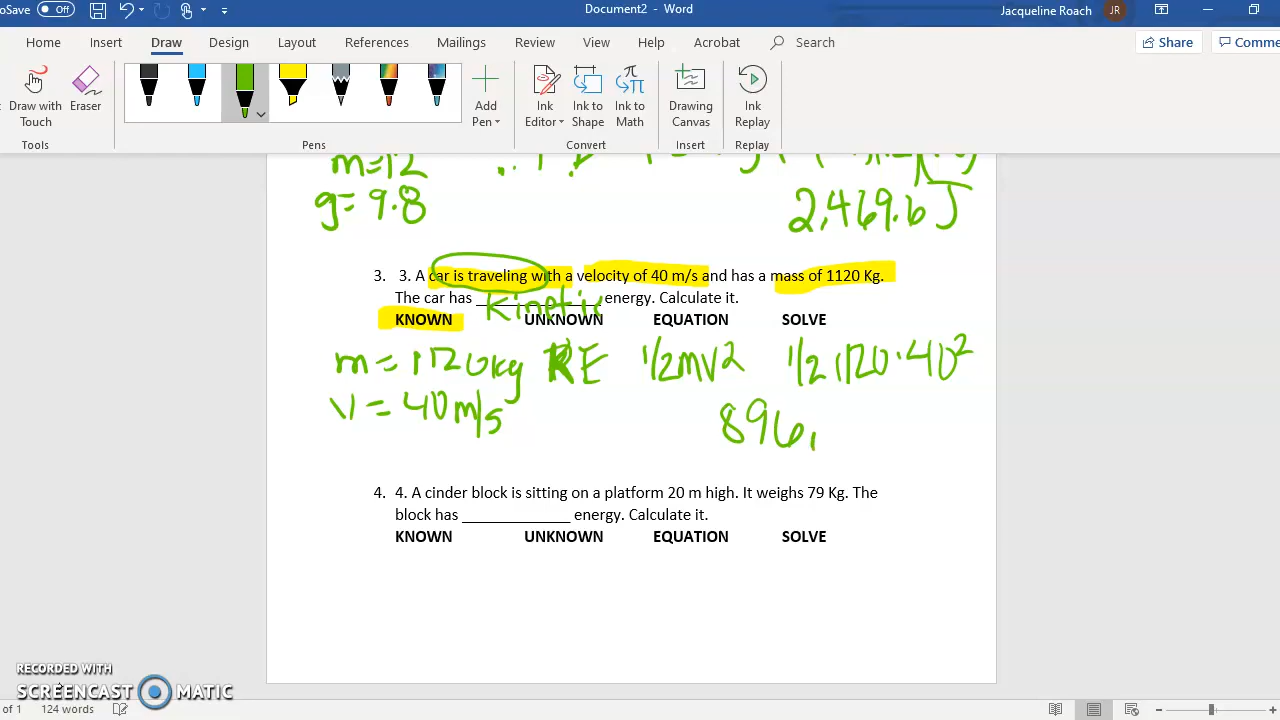 oSave Off Document2 - Word Jacqueline Roach JR
Home Insert Draw Design Layout References Mailings Review View Help Acrobat Search Share Comme
Draw with Touch
Eraser
Add Pen
Ink Editor
Ink to Shape
Ink to Math
Drawing Canvas
Ink Replay
Tools Pens Convert Insert Replay
m=12
g= 9.8
2,469.6 J
3. 3. A car is traveling with a velocity of 40 m/s and has a mass of 1120 Kg.
The car has ______________ energy. Calculate it.
Kinetic
KNOWN UNKNOWN EQUATION SOLVE
m = 1120kg KE 1/2mv2 1/2 1120·40²
v = 40m/s
896,
4. 4. A cinder block is sitting on a platform 20 m high. It weighs 79 Kg. The
block has _____________ energy. Calculate it.
KNOWN UNKNOWN EQUATION SOLVE
RECORDED WITH
SCREENCAST MATIC
of 1 124 words